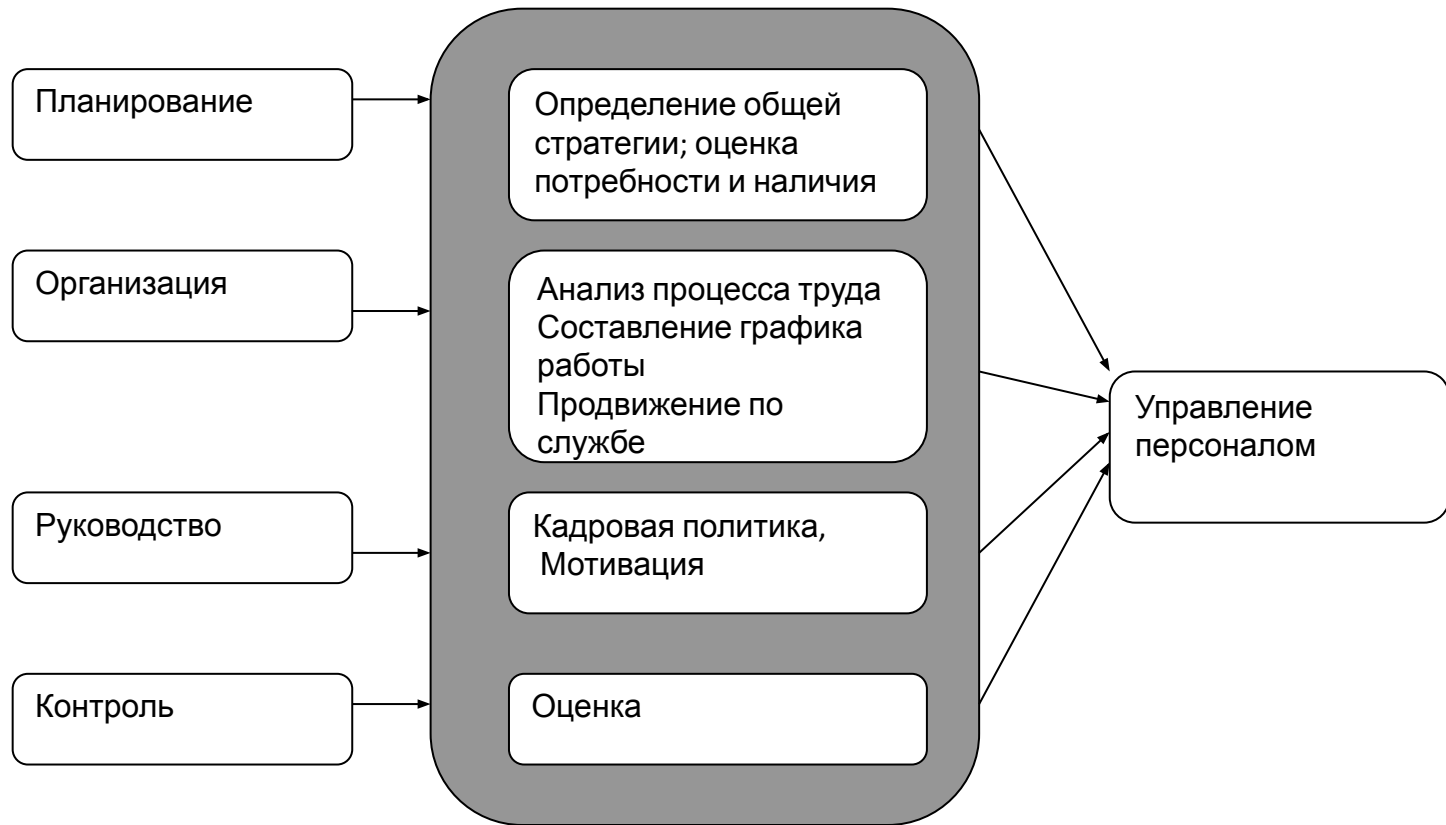 Планирование
Определение общей
стратегии; оценка
потребности и наличия
Организация
Анализ процесса труда
Составление графика
работы
Продвижение по
службе
Управление
персоналом
Руководство
Кадровая политика,
Мотивация
Контроль
Оценка